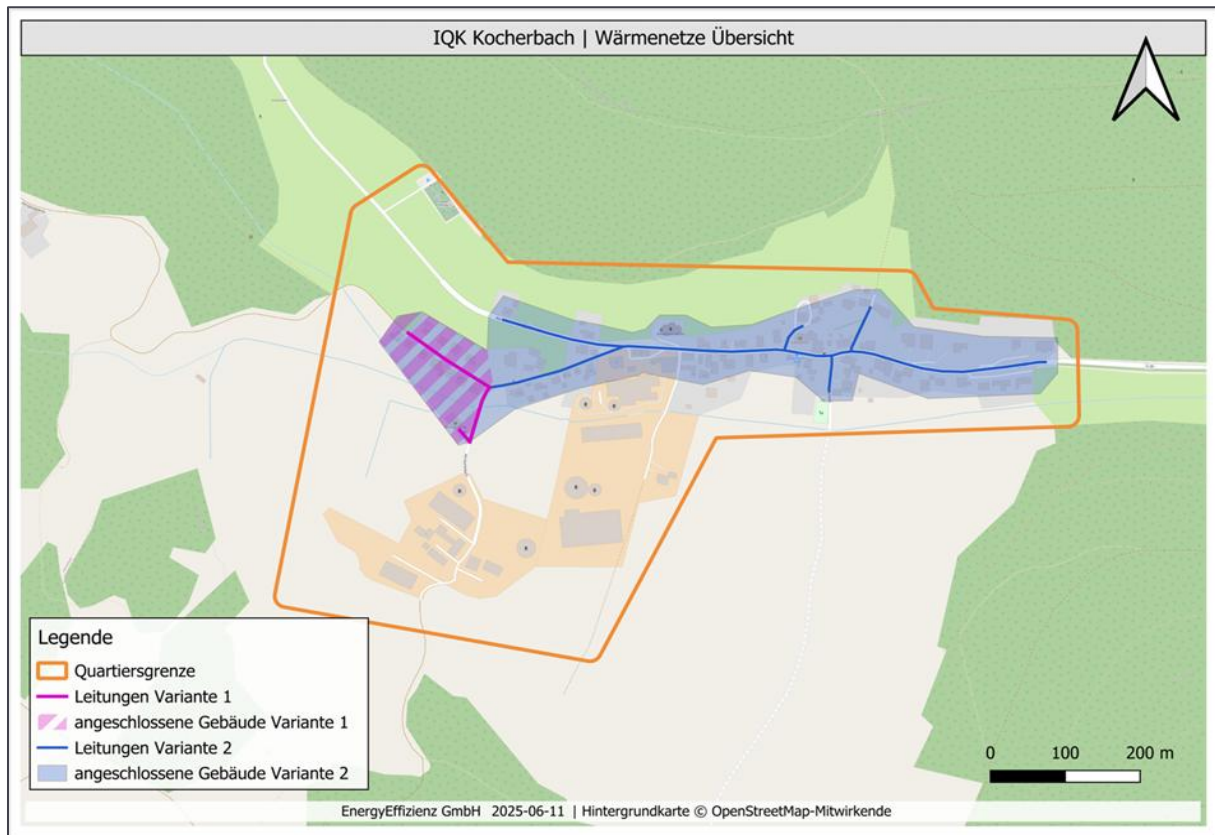 IQK Kocherbach | Wärmenetze Übersicht
Legende
Quartiersgrenze
Leitungen Variante 1
angeschlossene Gebäude Variante 1
Leitungen Variante 2
angeschlossene Gebäude Variante 2
0 100 200 m
EnergyEffizienz GmbH 2025-06-11 | Hintergrundkarte © OpenStreetMap-Mitwirkende